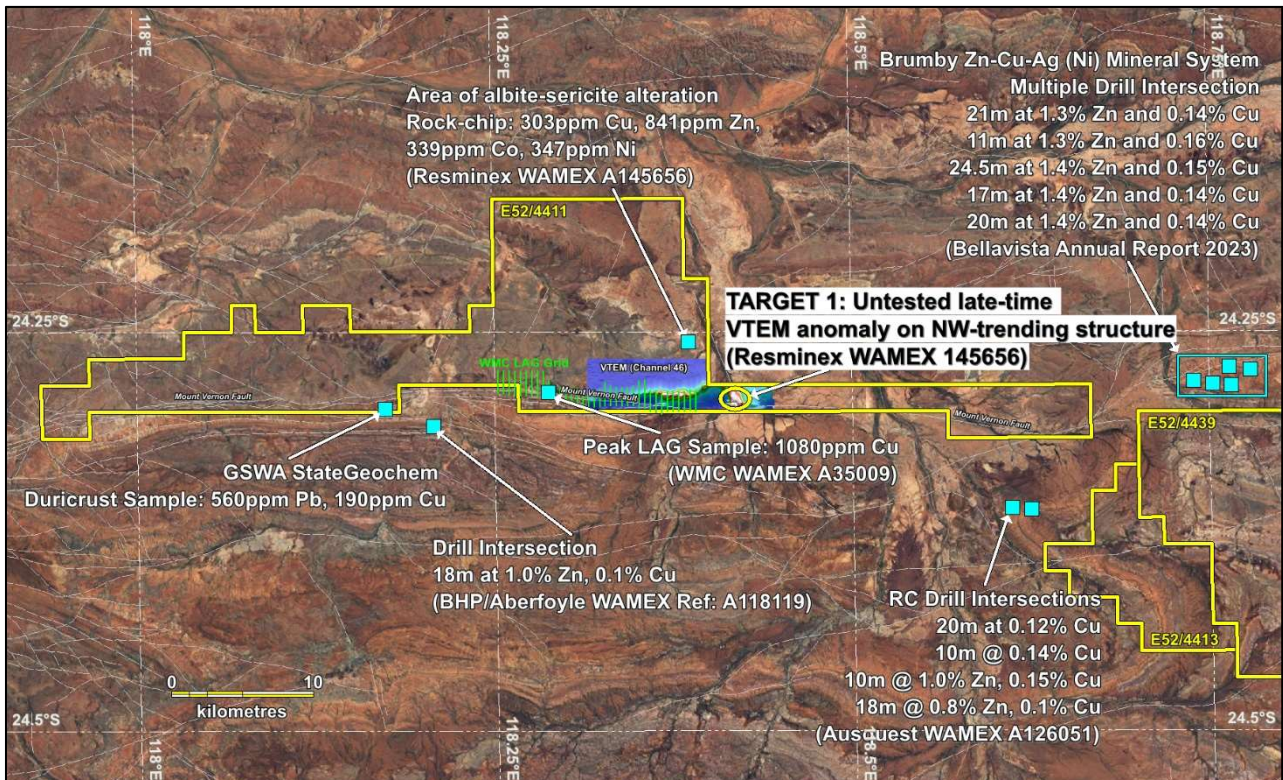 118°E
118.25°E
118.5°E
118.75°E
Brumby Zn-Cu-Ag (Ni) Mineral System
Multiple Drill Intersection
21m at 1.3% Zn and 0.14% Cu
11m at 1.3% Zn and 0.16% Cu
24.5m at 1.4% Zn and 0.15% Cu
17m at 1.4% Zn and 0.14% Cu
20m at 1.4% Zn and 0.14% Cu
(Bellavista Annual Report 2023)
Area of albite-sericite alteration
Rock-chip: 303ppm Cu, 841ppm Zn,
339ppm Co, 347ppm Ni
(Resminex WAMEX A145656)
E52/4411
TARGET 1: Untested late-time
VTEM anomaly on NW-trending structure
(Resminex WAMEX 145656)
24.25°S
24.25°S
WMC LAG Grid
VTEM (Channel 46)
Mount Vernon Fault
Mount Vernon Fault
Mount Vernon Fault
E52/4439
Peak LAG Sample: 1080ppm Cu
(WMC WAMEX A35009)
GSWA StateGeochem
Duricrust Sample: 560ppm Pb, 190ppm Cu
Drill Intersection
18m at 1.0% Zn, 0.1% Cu
(BHP/Aberfoyle WAMEX Ref: A118119)
RC Drill Intersections
20m at 0.12% Cu
10m @ 0.14% Cu
10m @ 1.0% Zn, 0.15% Cu
18m @ 0.8% Zn, 0.1% Cu
(Ausquest WAMEX A126051)
E52/4413
0 10
kilometres
24.5°S
24.5°S
118°E
118.25°E
118.5°E